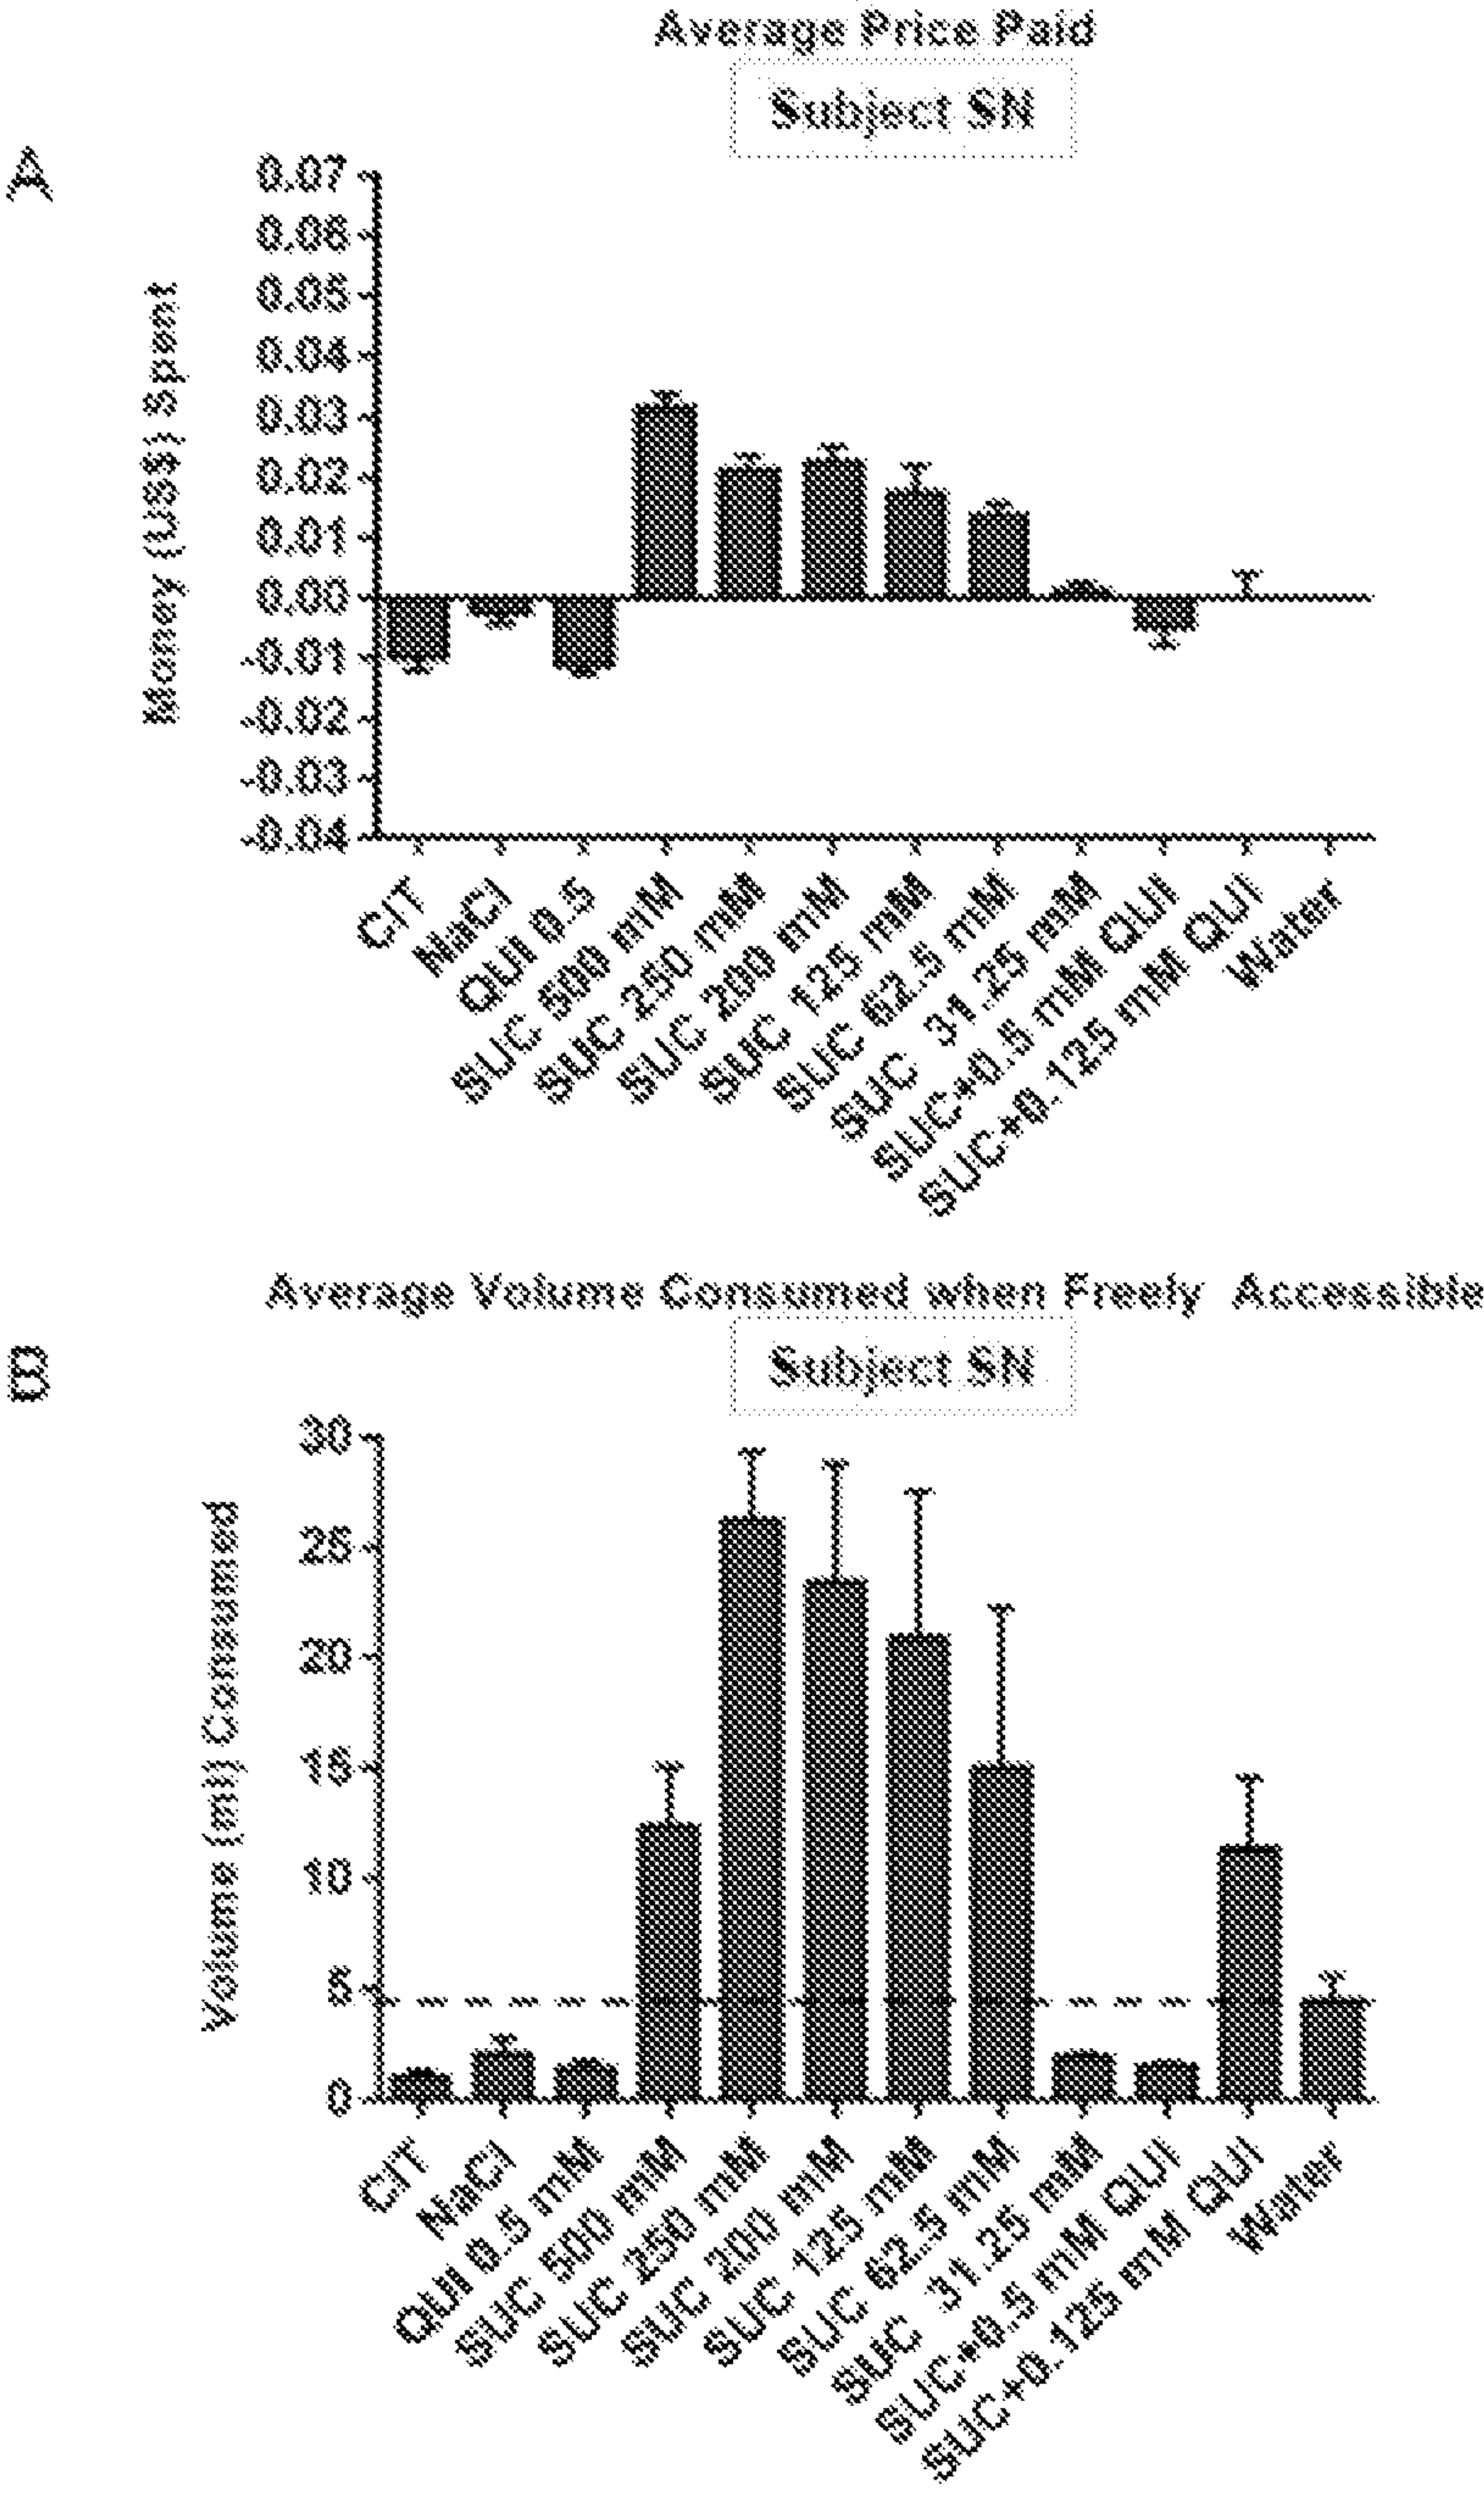 Average Price Paid
Subject SN
A
Money (US$) Spent
0.07
0.06
0.05
0.04
0.03
0.02
0.01
0.00
-0.01
-0.02
-0.03
-0.04
CIT
NaCl
QUI 0.5
SUC 500 mM
SUC 250 mM
SUC 200 mM
SUC 125 mM
SUC 62.5 mM
SUC 31.25 mM
SUC+0.5 mM QUI
SUC+0.125 mM QUI
Water
Average Volume Consumed when Freely Accessible
Subject SN
B
Volume (ml) Consumed
30
25
20
15
10
5
0
CIT
NaCl
QUI 0.5 mM
SUC 500 mM
SUC 250 mM
SUC 200 mM
SUC 125 mM
SUC 62.5 mM
SUC 31.25 mM
SUC+0.5 mM QUI
SUC+0.125 mM QUI
Water